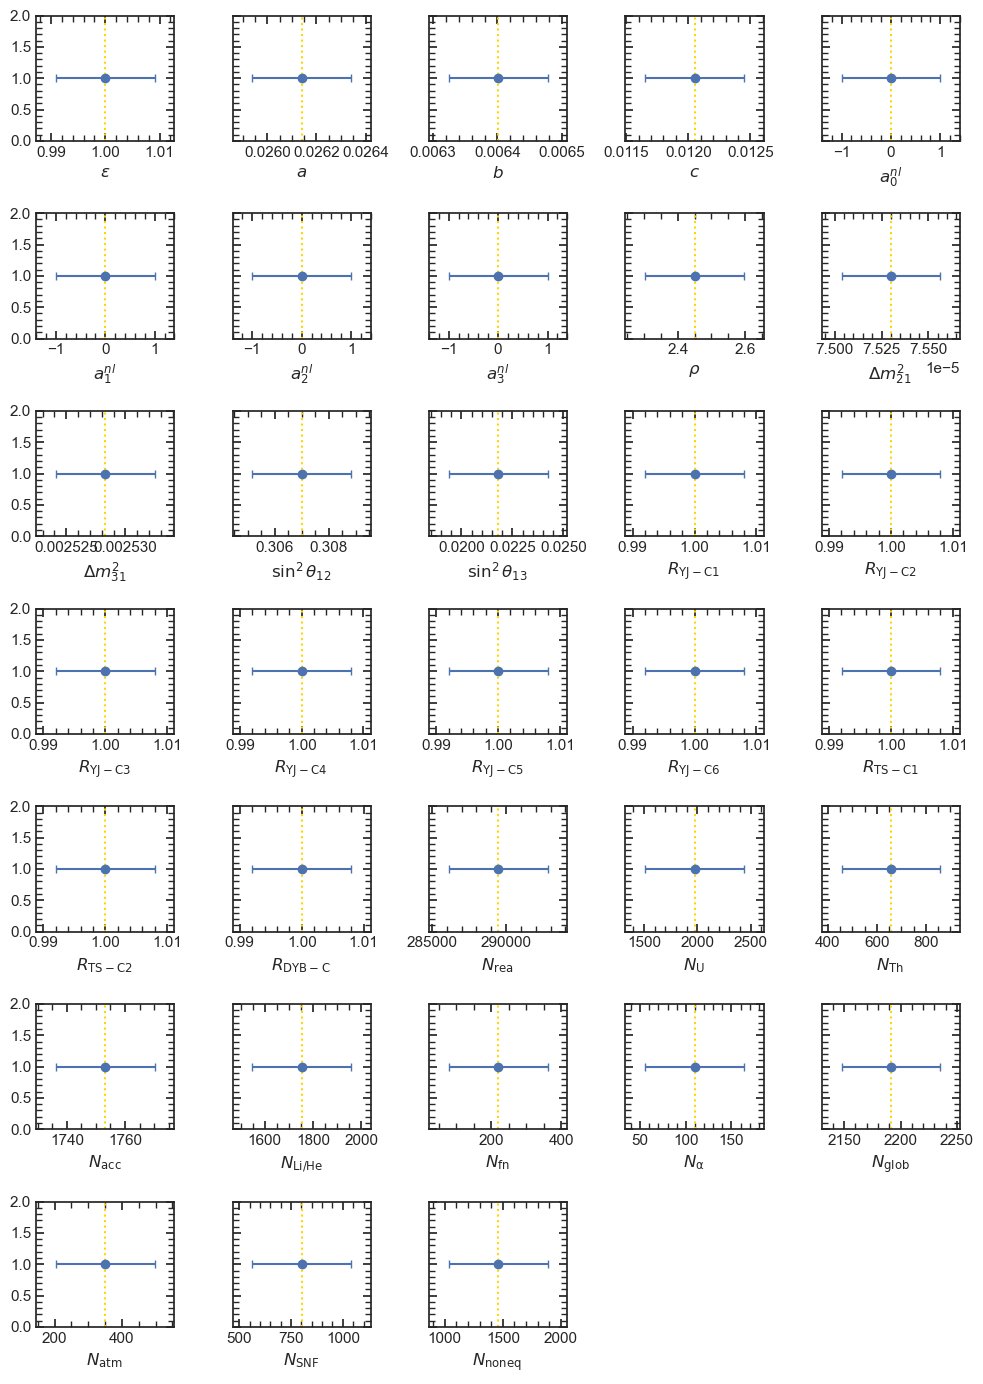 2.0
1.5
1.0
0.5
0.0
0.99 1.00 1.01 0.0260 0.0262 0.0264 0.0063 0.0064 0.0065 0.0115 0.0120 0.0125 −1 0 1
ε a b c a_0^{nl}
2.0
1.5
1.0
0.5
0.0
−1 0 1 −1 0 1 −1 0 1 2.4 2.6 7.500 7.525 7.550
1e−5
a_1^{nl} a_2^{nl} a_3^{nl} ρ Δm_{21}^2
2.0
1.5
1.0
0.5
0.0
0.002525 0.002530 0.306 0.308 0.0200 0.0225 0.0250 0.99 1.00 1.01 0.99 1.00 1.01
Δm_{31}^2 sin^2 θ_{12} sin^2 θ_{13} R_{YJ−C1} R_{YJ−C2}
2.0
1.5
1.0
0.5
0.0
0.99 1.00 1.01 0.99 1.00 1.01 0.99 1.00 1.01 0.99 1.00 1.01 0.99 1.00 1.01
R_{YJ−C3} R_{YJ−C4} R_{YJ−C5} R_{YJ−C6} R_{TS−C1}
2.0
1.5
1.0
0.5
0.0
0.99 1.00 1.01 0.99 1.00 1.01 285000 290000 1500 2000 2500 400 600 800
R_{TS−C2} R_{DYB−C} N_{rea} N_U N_{Th}
2.0
1.5
1.0
0.5
0.0
1740 1760 1600 1800 2000 200 400 50 100 150 2150 2200 2250
N_{acc} N_{Li/He} N_{fn} N_α N_{glob}
2.0
1.5
1.0
0.5
0.0
200 400 500 750 1000 1000 1500 2000
N_{atm} N_{SNF} N_{noneq}